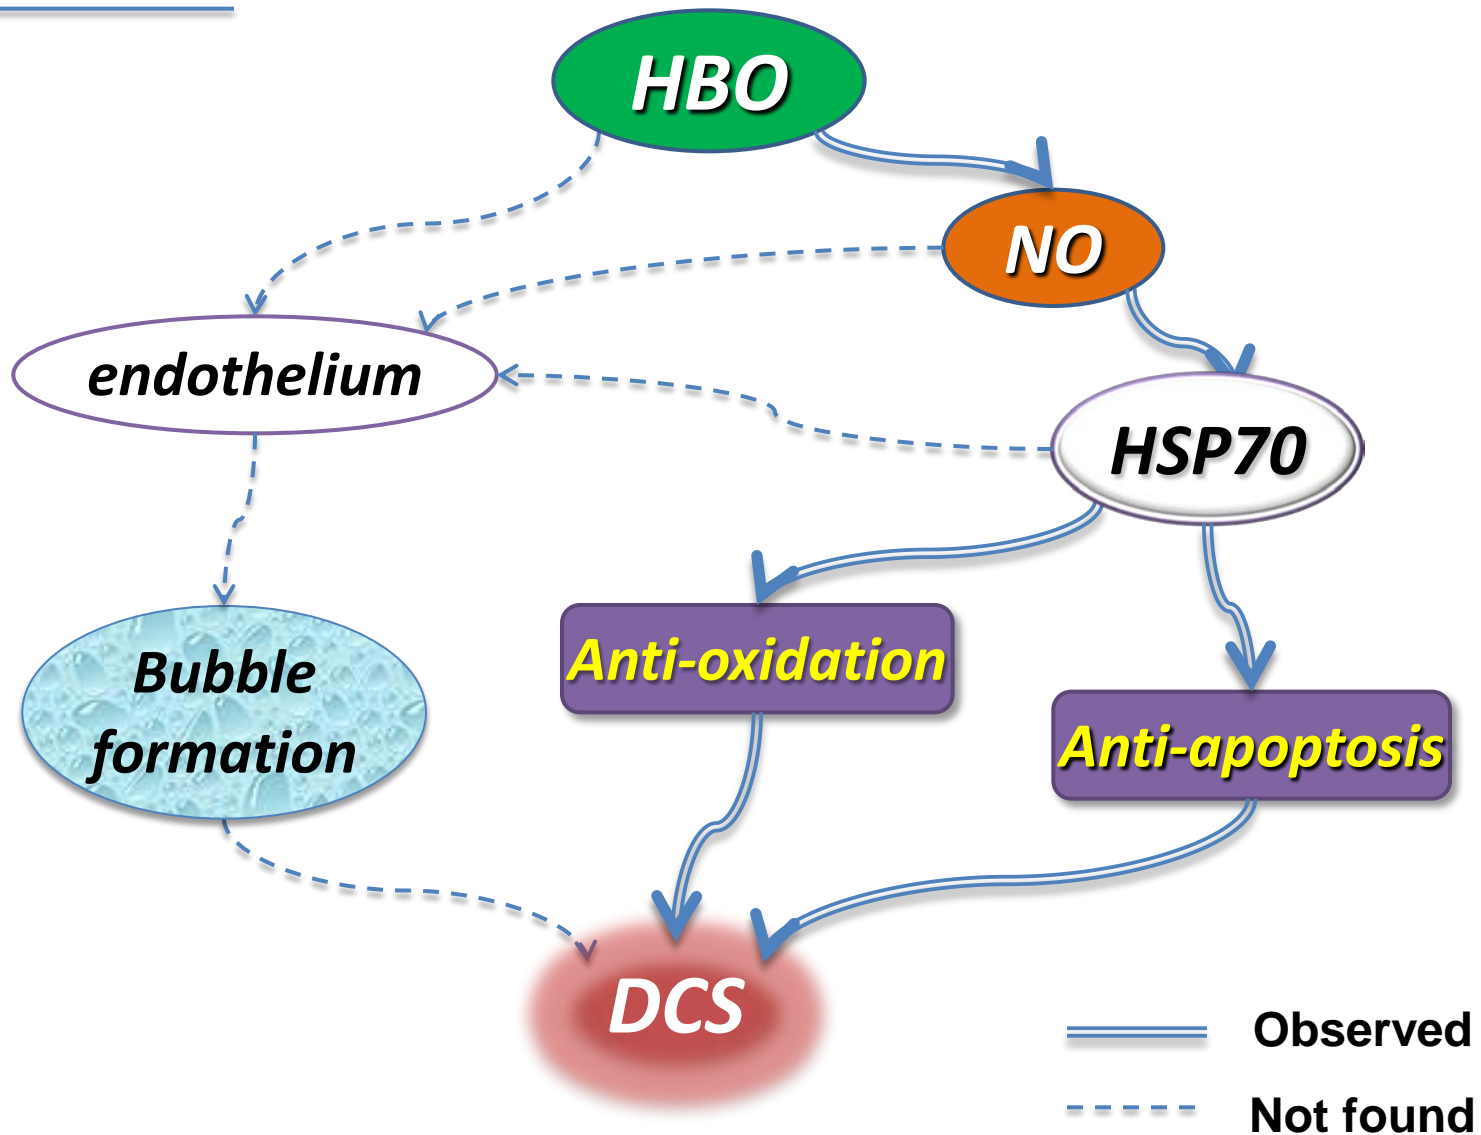 HBO
NO
endothelium
HSP70
Anti-oxidation
Bubble
formation
Anti-apoptosis
DCS
Observed
Not found